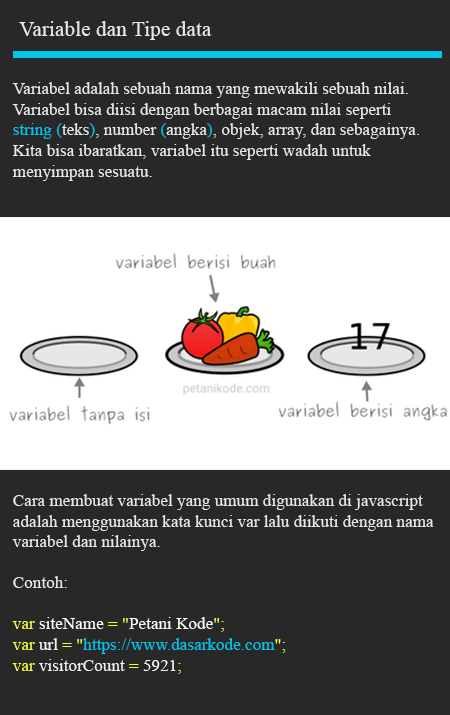 Variable dan Tipe data
Variabel adalah sebuah nama yang mewakili sebuah nilai.
Variabel bisa diisi dengan berbagai macam nilai seperti
string (teks), number (angka), objek, array, dan sebagainya.
Kita bisa ibaratkan, variabel itu seperti wadah untuk
menyimpan sesuatu.
variabel berisi buah
17
petanikode.com
variabel tanpa isi
variabel berisi angka
Cara membuat variabel yang umum digunakan di javascript
adalah menggunakan kata kunci var lalu diikuti dengan nama
variabel dan nilainya.
Contoh:
var siteName = "Petani Kode";
var url = "https://www.dasarkode.com";
var visitorCount = 5921;